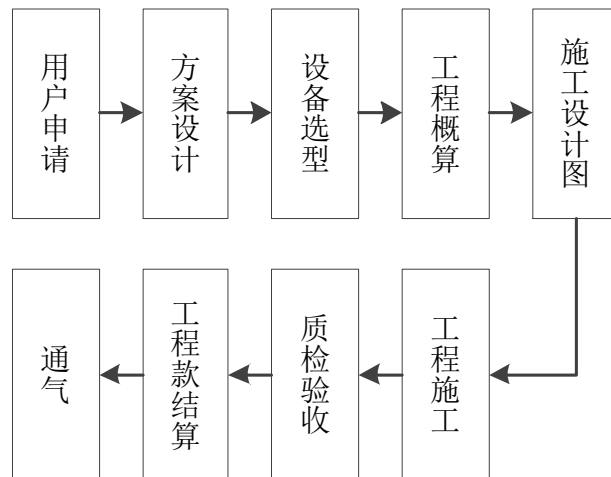 用户申请
方案设计
设备选型
工程概算
施工设计图
工程施工
质检验收
工程款结算
通气